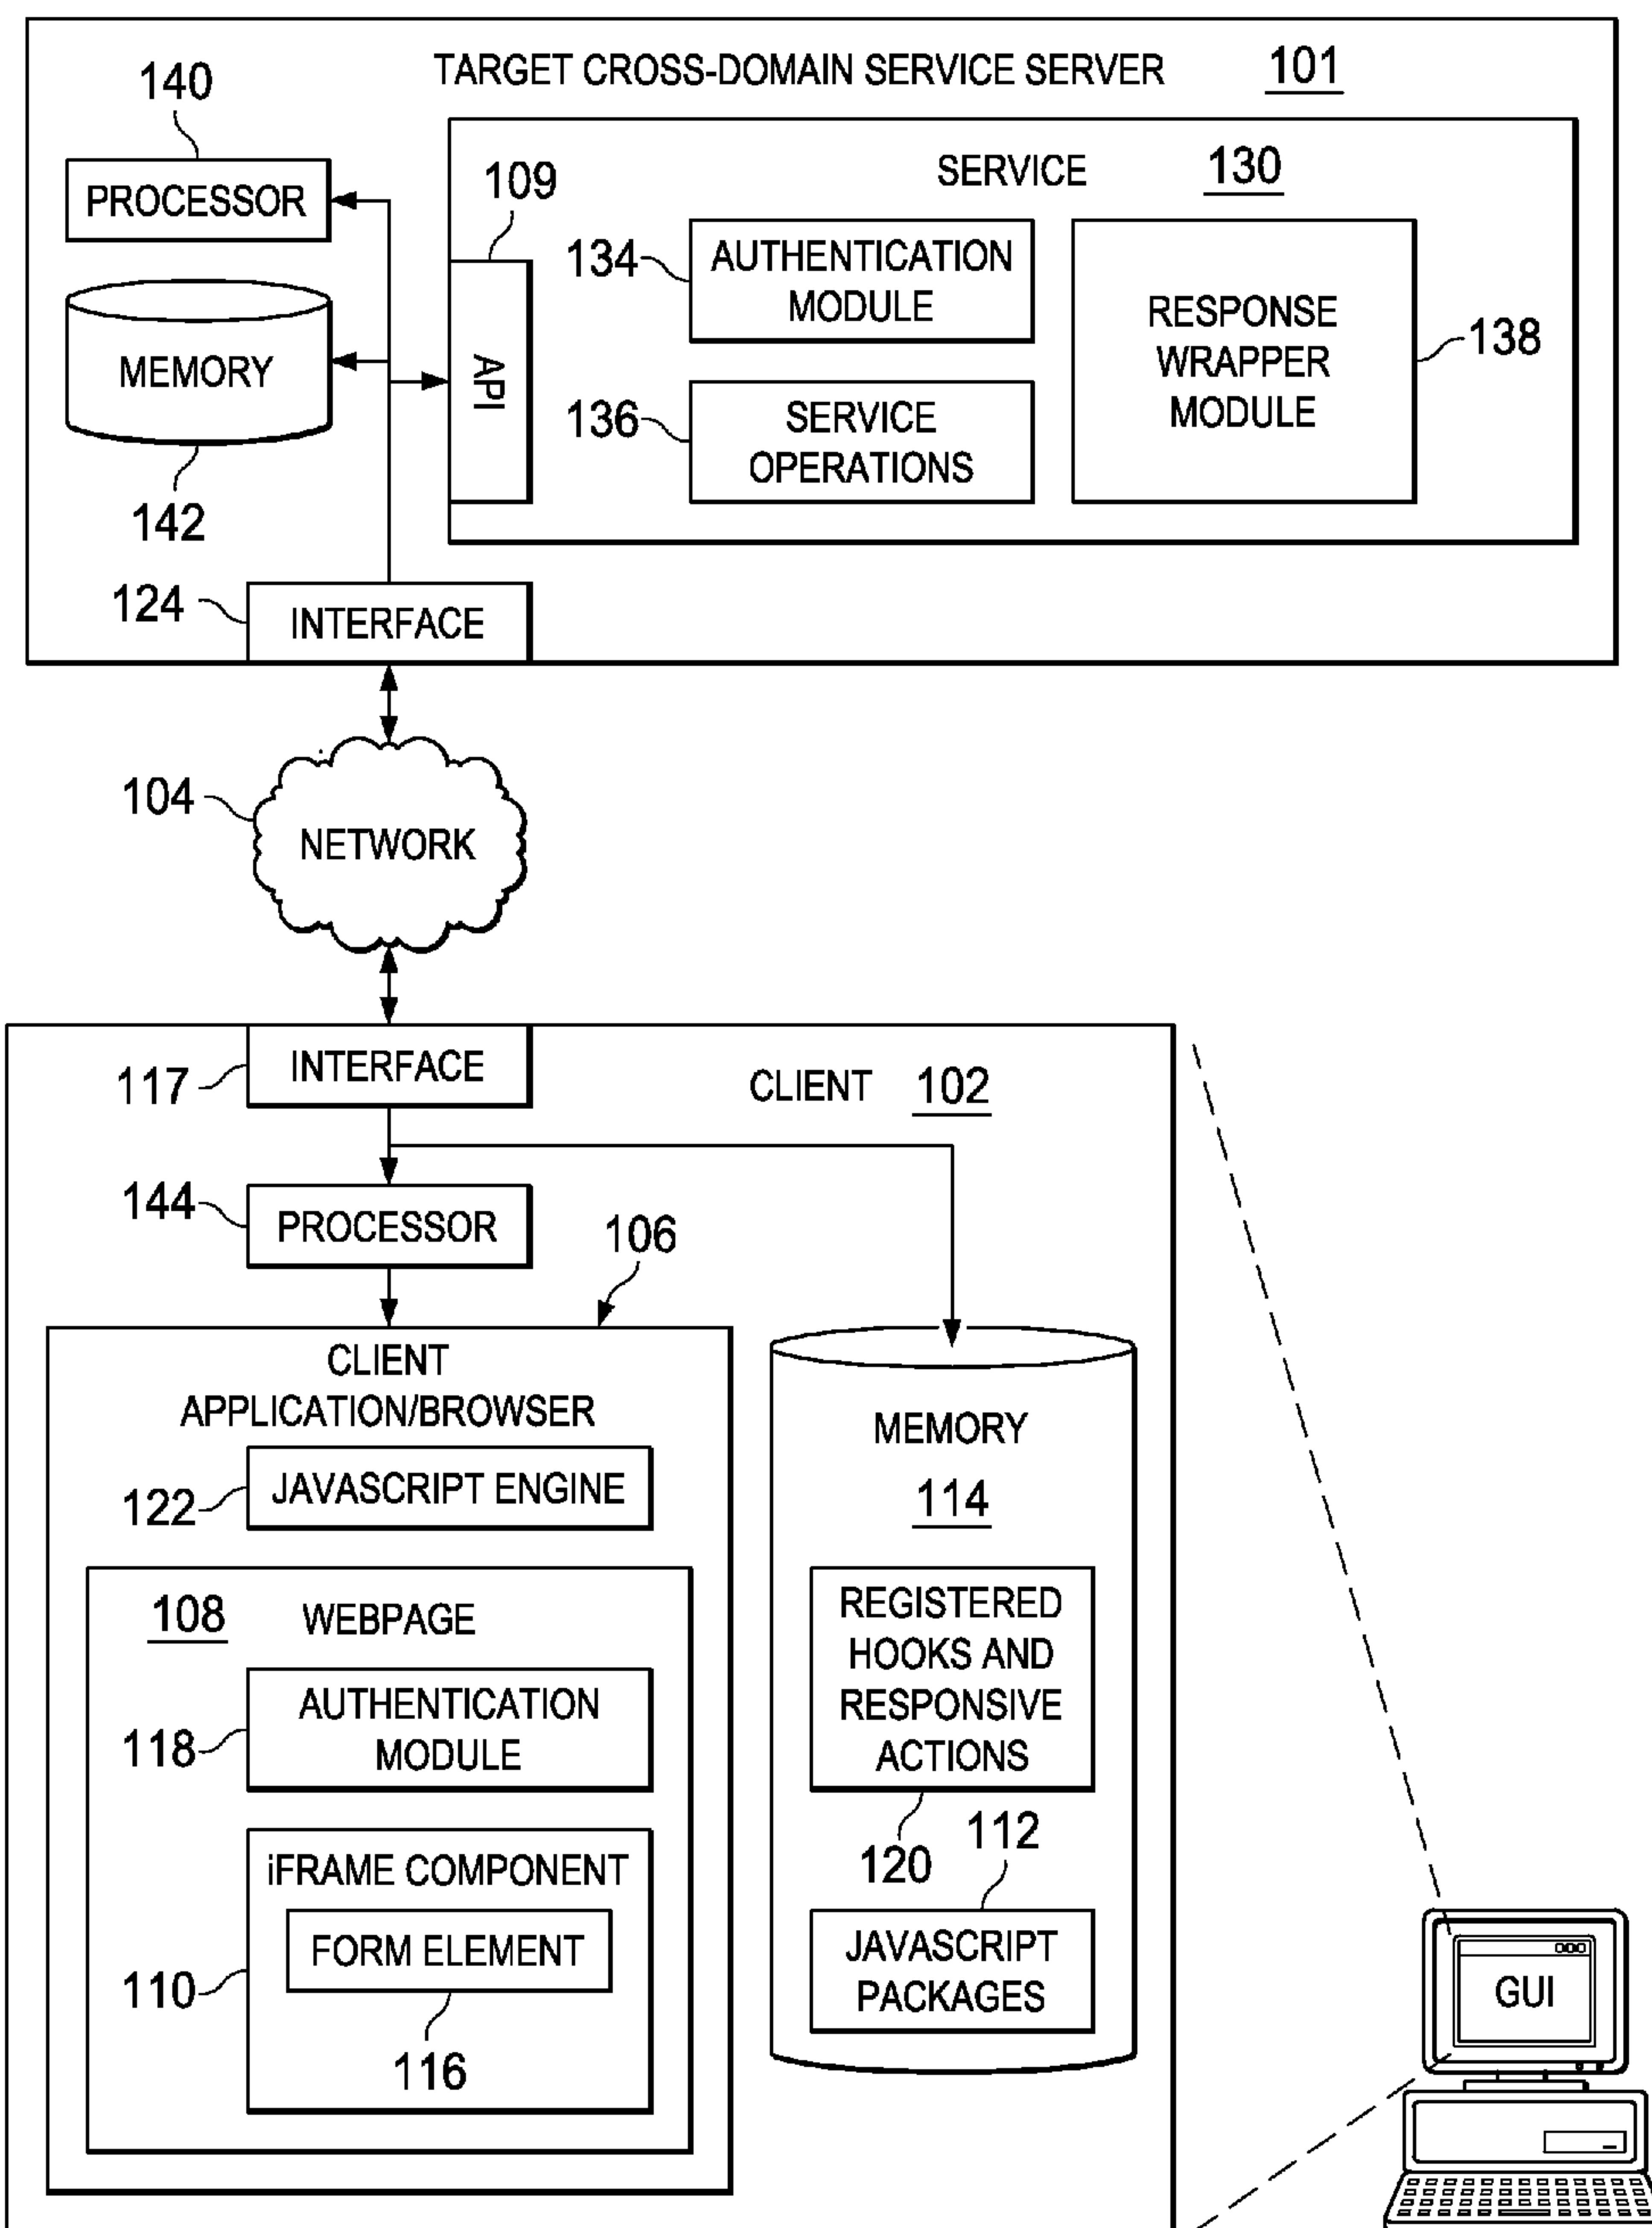 TARGET CROSS-DOMAIN SERVICE SERVER 101
140
PROCESSOR
MEMORY
142
109
API
SERVICE 130
134
AUTHENTICATION
MODULE
136
SERVICE
OPERATIONS
RESPONSE
WRAPPER
MODULE
138
124
INTERFACE
104
NETWORK
117
INTERFACE
CLIENT 102
144
PROCESSOR
106
CLIENT
APPLICATION/BROWSER
122
JAVASCRIPT ENGINE
108 WEBPAGE
118
AUTHENTICATION
MODULE
110
iFRAME COMPONENT
FORM ELEMENT
116
MEMORY
114
REGISTERED
HOOKS AND
RESPONSIVE
ACTIONS
120
112
JAVASCRIPT
PACKAGES
GUI